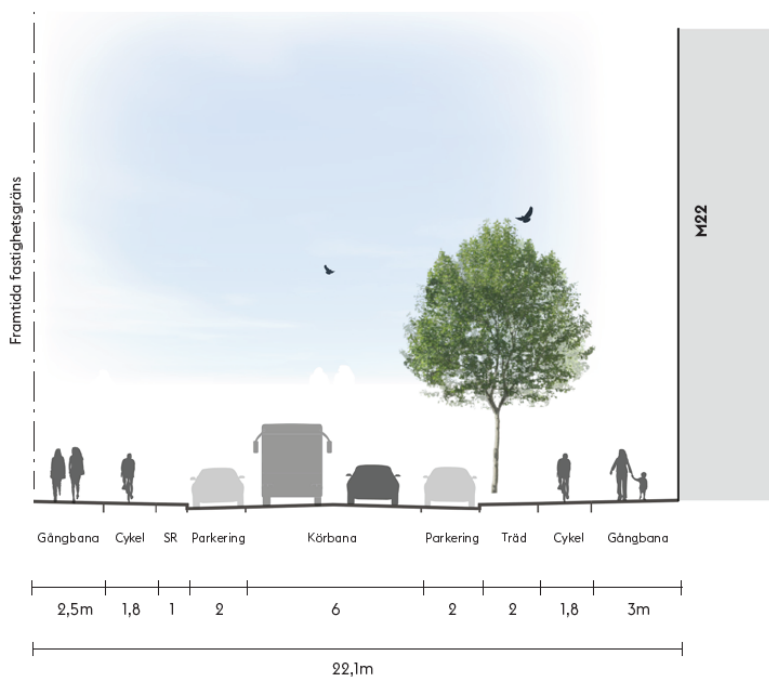 Framtida fastighetsgräns
M22
Gångbana Cykel SR Parkering Körbana Parkering Träd Cykel Gångbana
2,5m 1,8 1 2 6 2 2 1,8 3m
22,1m